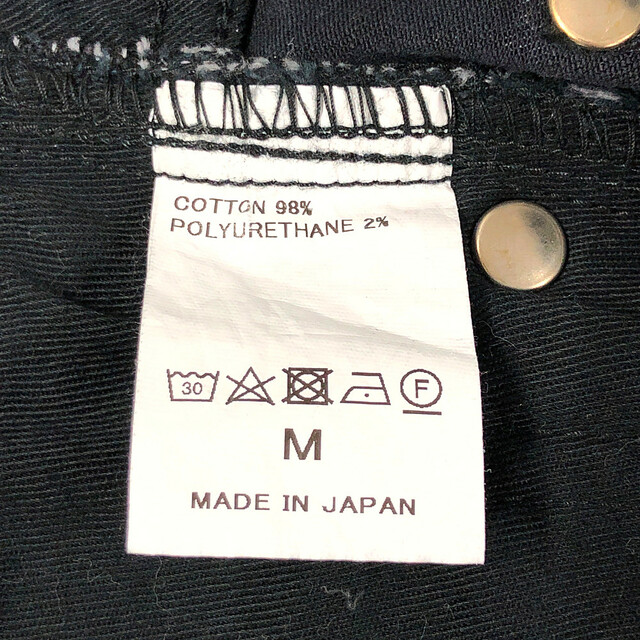 COTTON 98%
POLYURETHANE 2%
30 F
M
MADE IN JAPAN